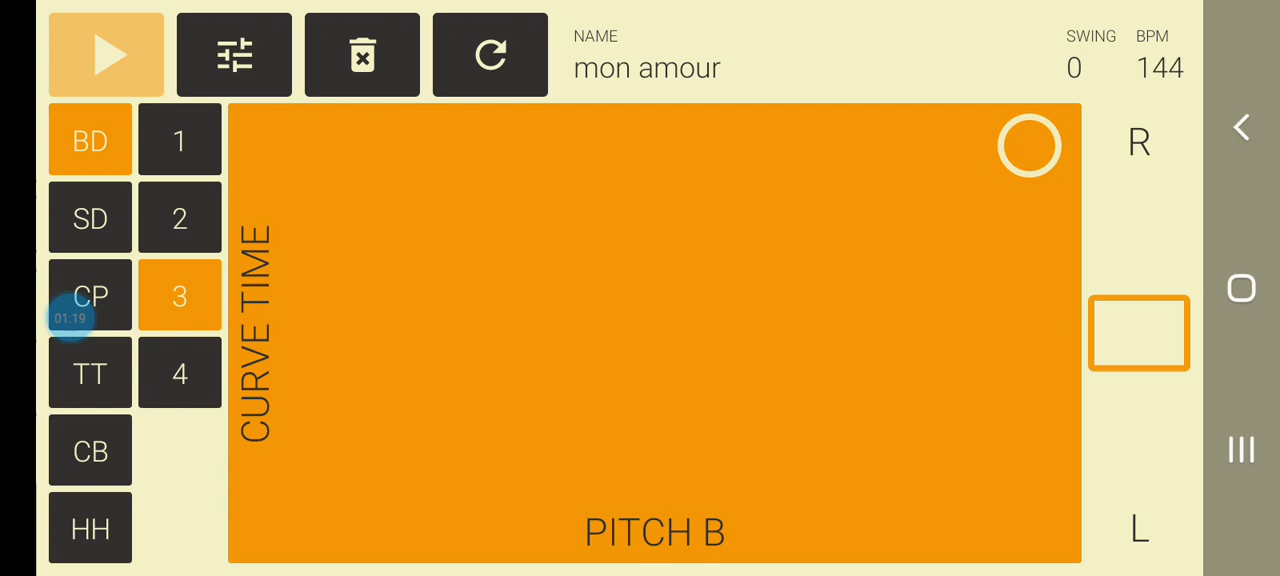 NAME
mon amour
SWING
0
BPM
144
BD
1
SD
2
CP
3
01:19
TT
4
CB
HH
CURVE TIME
PITCH B
R
L